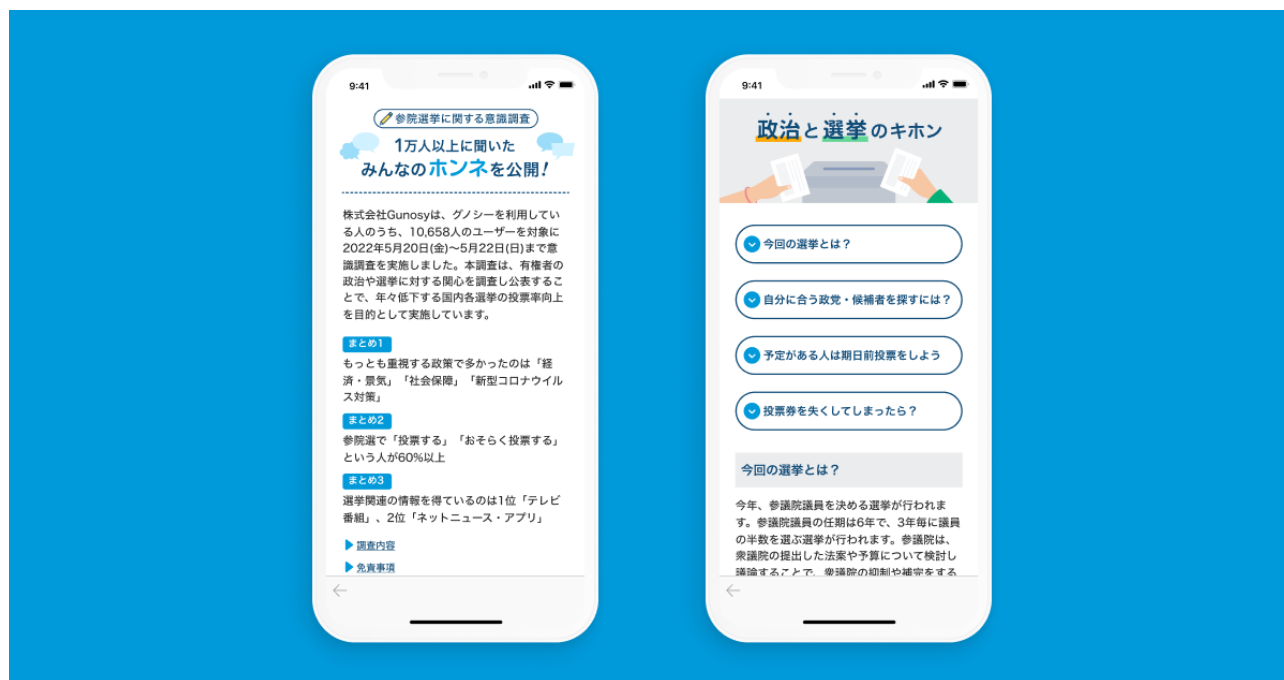 9:41
参院選挙に関する意識調査
1万人以上に聞いた
みんなのホンネを公開!
株式会社Gunosyは、グノシーを利用してい
る人のうち、10,658人のユーザーを対象に
2022年5月20日(金)〜5月22日(日)まで意
識調査を実施しました。本調査は、有権者の
政治や選挙に対する関心を調査し公表するこ
とで、年々低下する国内各選挙の投票率向上
を目的として実施しています。
まとめ1
もっとも重視する政策で多かったのは「経
済・景気」「社会保障」「新型コロナウイル
ス対策」
まとめ2
参院選で「投票する」「おそらく投票する」
という人が60%以上
まとめ3
選挙関連の情報を得ているのは1位「テレビ
番組」、2位「ネットニュース・アプリ」
調査内容
免責事項
9:41
政治と選挙のキホン
今回の選挙とは？
自分に合う政党・候補者を探すには？
予定がある人は期日前投票をしよう
投票券を失くしてしまったら？
今回の選挙とは？
今年、参議院議員を決める選挙が行われま
す。参議院議員の任期は6年で、3年毎に議員
の半数を選ぶ選挙が行われます。参議院は、
衆議院の提出した法案や予算について検討し
議論することで、衆議院の抑制や補完をする